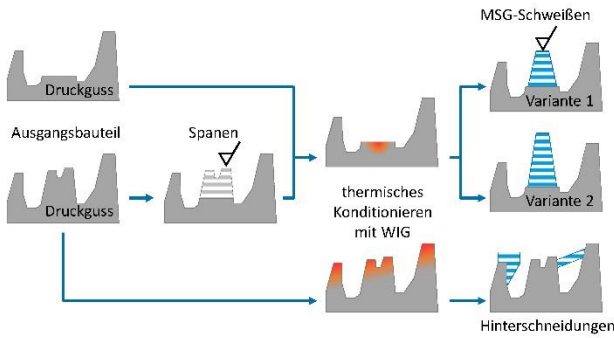 MSG-Schweißen
Druckguss
Variante 1
Ausgangsbauteil
Spanen
Druckguss
thermisches
Konditionieren
mit WIG
Variante 2
Hinterschneidungen